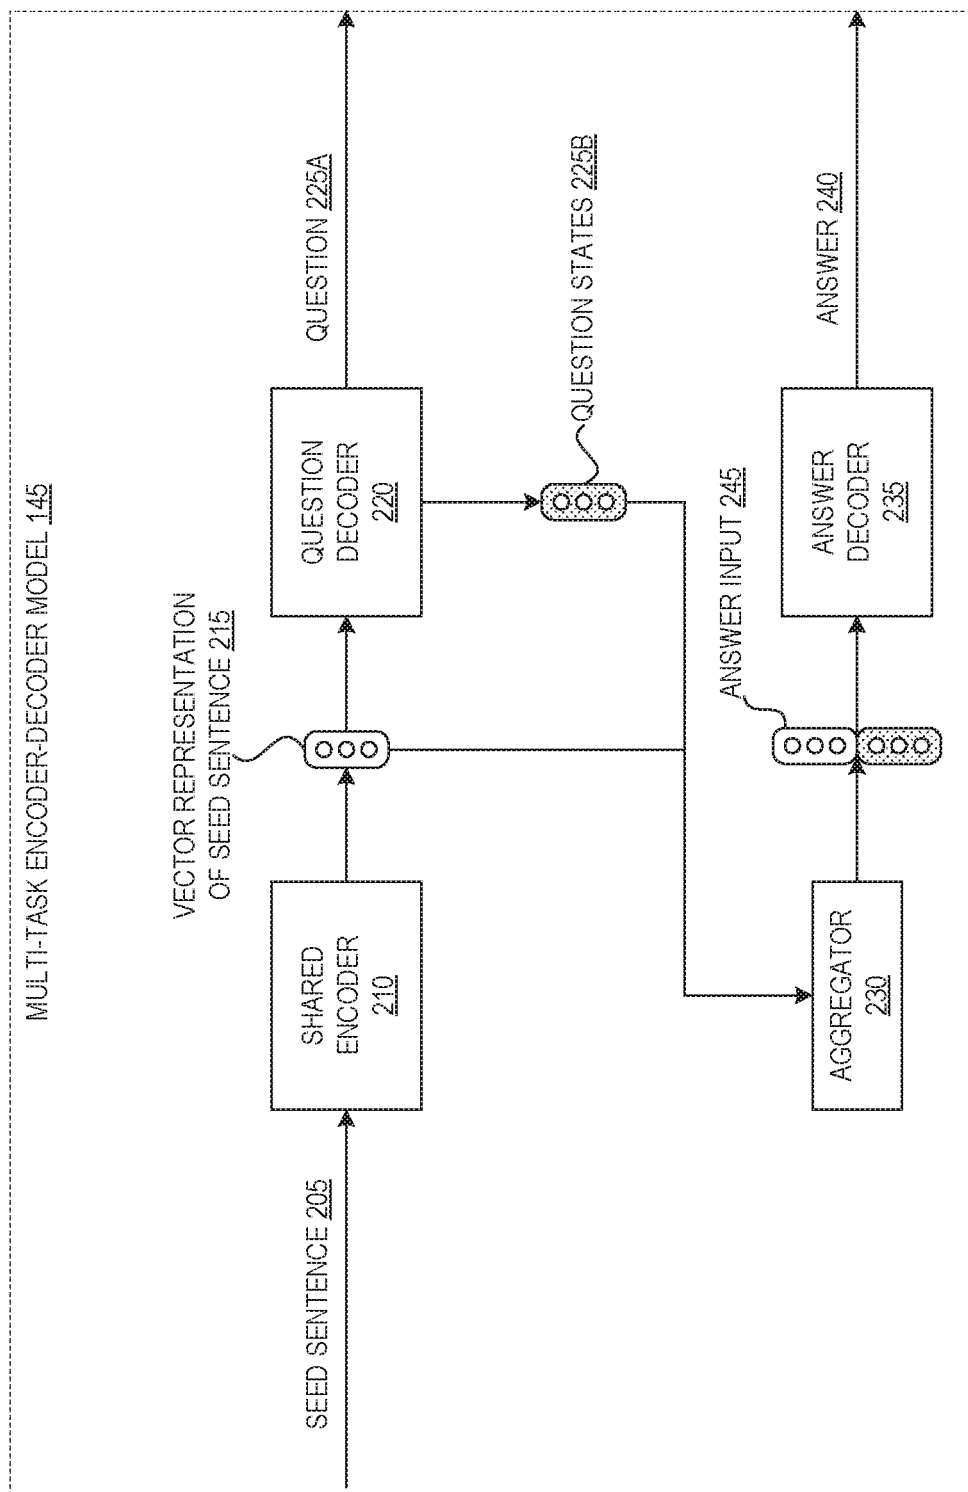 MULTI-TASK ENCODER-DECODER MODEL 145
SEED SENTENCE 205
SHARED
ENCODER
210
VECTOR REPRESENTATION
OF SEED SENTENCE 215
QUESTION
DECODER
220
QUESTION 225A
QUESTION STATES 225B
AGGREGATOR
230
ANSWER INPUT 245
ANSWER
DECODER
235
ANSWER 240